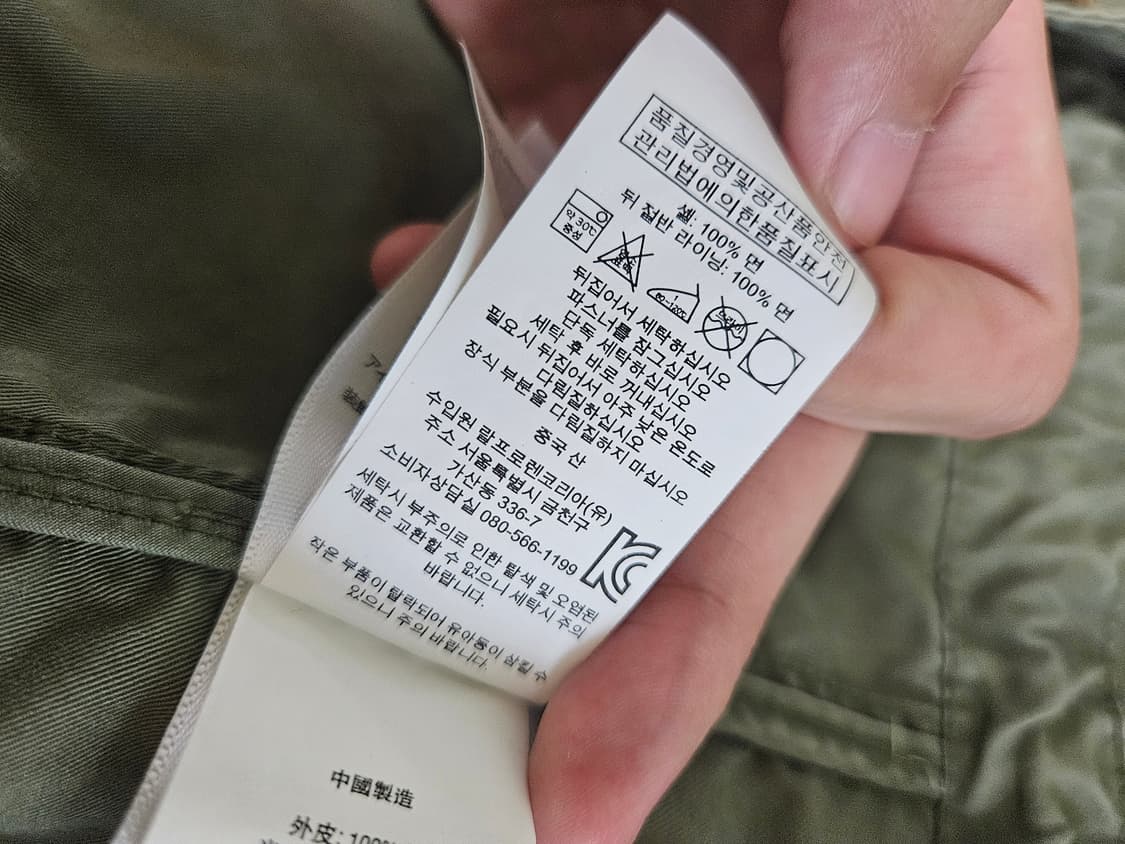 품질경영및공산품안전
관리법에의한품질표시
쉘: 100% 면
뒤 절반 라이닝: 100% 면
약 30℃
중성
80~120℃
뒤집어서 세탁하십시오
파스너를 잠그십시오
단독 세탁하십시오
세탁 후 바로 꺼내십시오
필요시 뒤집어서 아주 낮은 온도로
다림질하십시오
장식 부분을 다림질하지 마십시오
중국 산
수입원 랄프로렌코리아(유)
주소 서울특별시 금천구
가산동 336-7
소비자상담실 080-566-1199
세탁시 부주의로 인한 탈색 및 오염된
제품은 교환할 수 없으니 세탁시 주의
바랍니다.
작은 부품이 탈락되어 유아동이 삼킬 수
있으니 주의 바랍니다.
中國製造
外皮: 100%